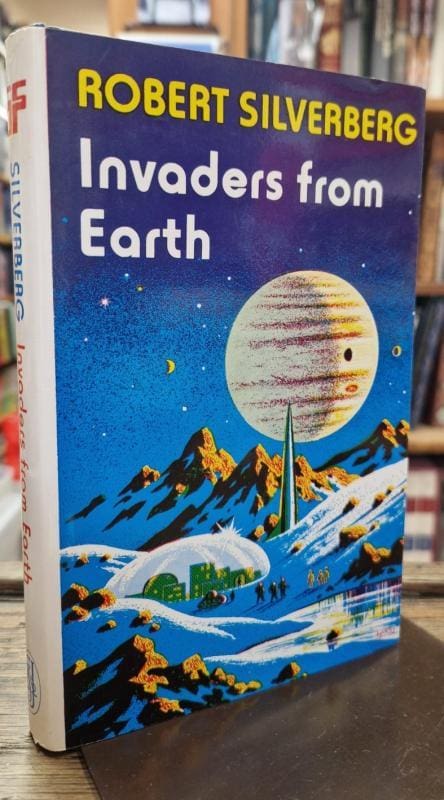 ROBERT SILVERBERG
Invaders from
Earth
SF
SILVERBERG
Invaders from Earth